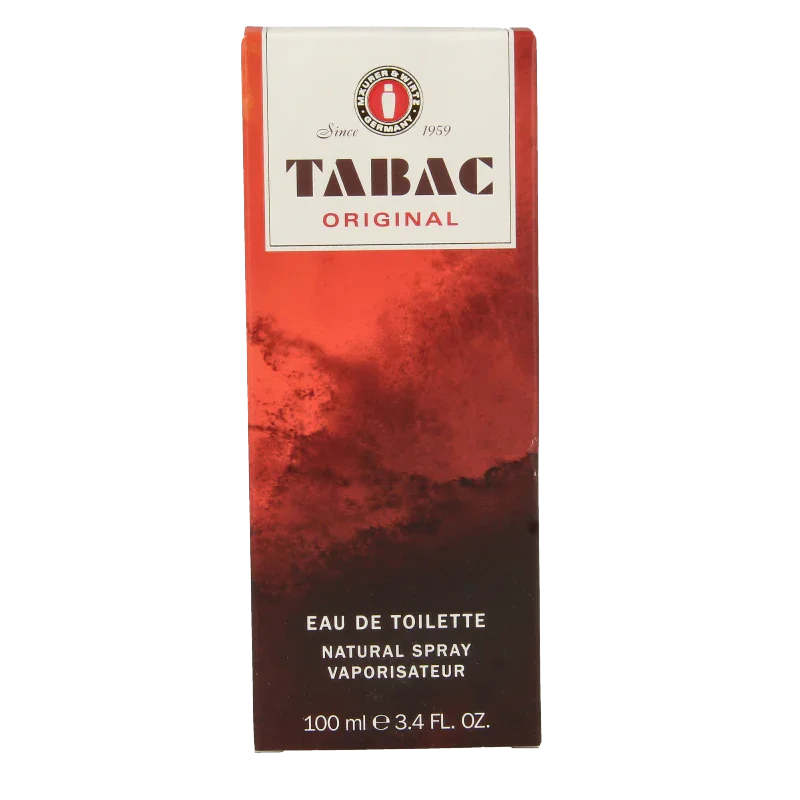 MÄURER & WIRTZ
· GERMANY ·
Since 1959
TABAC
ORIGINAL
EAU DE TOILETTE
NATURAL SPRAY
VAPORISATEUR
100 ml ℮ 3.4 FL. OZ.